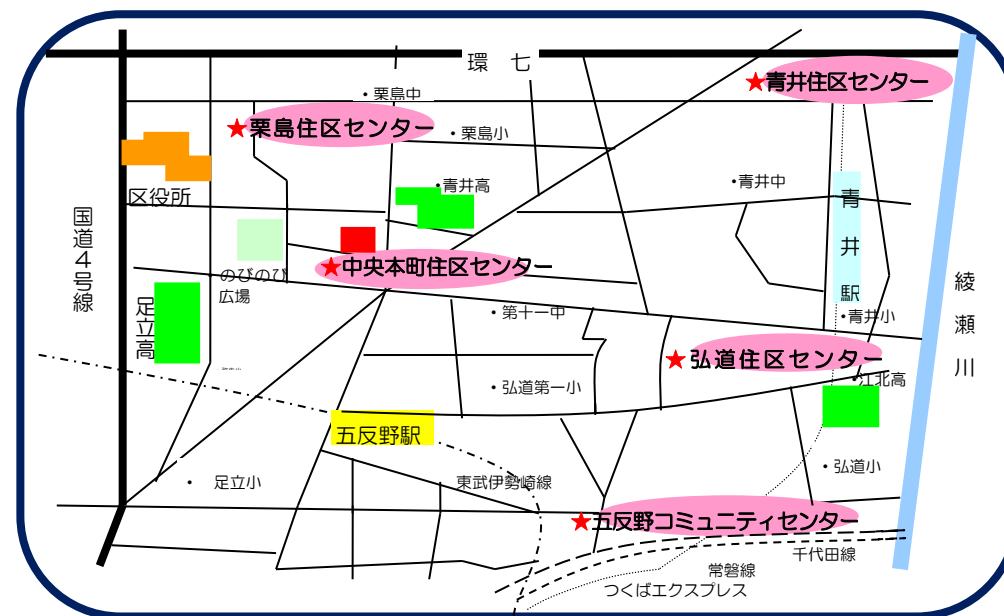 環　七
★青井住区センター
・栗島中
★栗島住区センター
・栗島小
区役所
・青井高
・青井中
青井駅
国道４号線
★中央本町住区センター
のびのび
広場
綾瀬川
足立高
・第十一中
・青井小
★弘道住区センター
・弘道第一小
・江北高
五反野駅
・弘道小
・　足立小
東武伊勢崎線
★五反野コミュニティセンター
千代田線
常磐線
つくばエクスプレス